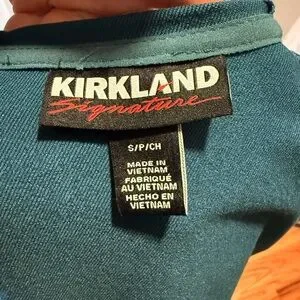 KIRKLAND
Signature
S/P/CH
MADE IN
VIETNAM
FABRIQUÉ
AU VIETNAM
HECHO EN
VIETNAM